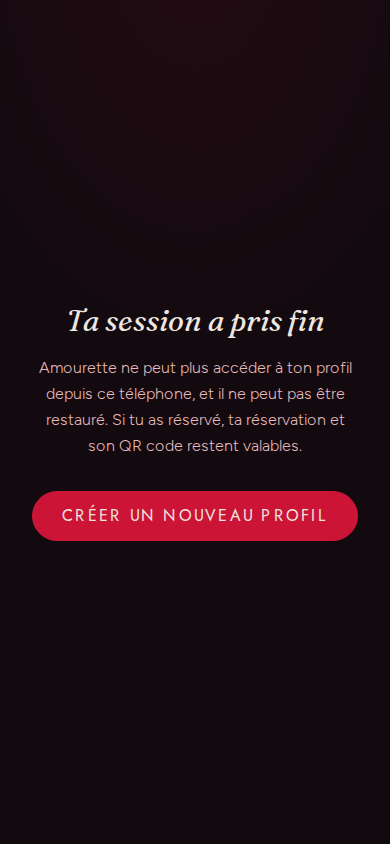 Ta session a pris fin
Amourette ne peut plus accéder à ton profil
depuis ce téléphone, et il ne peut pas être
restauré. Si tu as réservé, ta réservation et
son QR code restent valables.
CRÉER UN NOUVEAU PROFIL